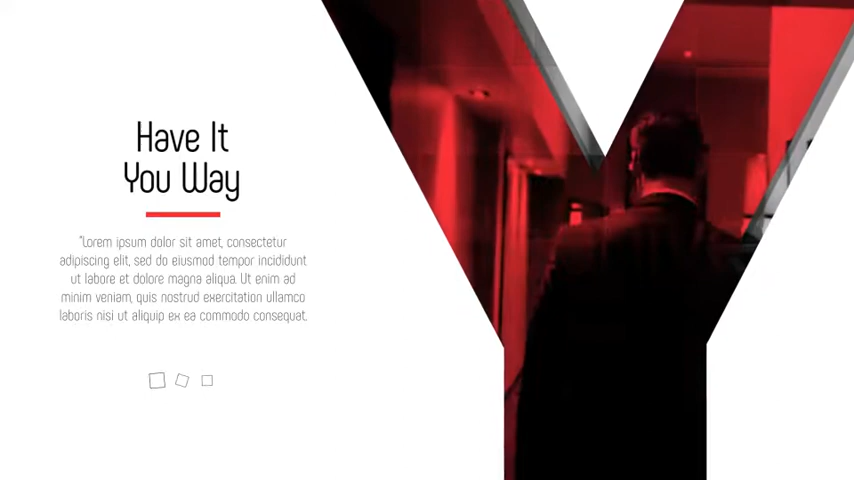 Have It
You Way
"Lorem ipsum dolor sit amet, consectetur
adipiscing elit, sed do eiusmod tempor incididunt
ut labore et dolore magna aliqua. Ut enim ad
minim veniam, quis nostrud exercitation ullamco
laboris nisi ut aliquip ex ea commodo consequat.
Y